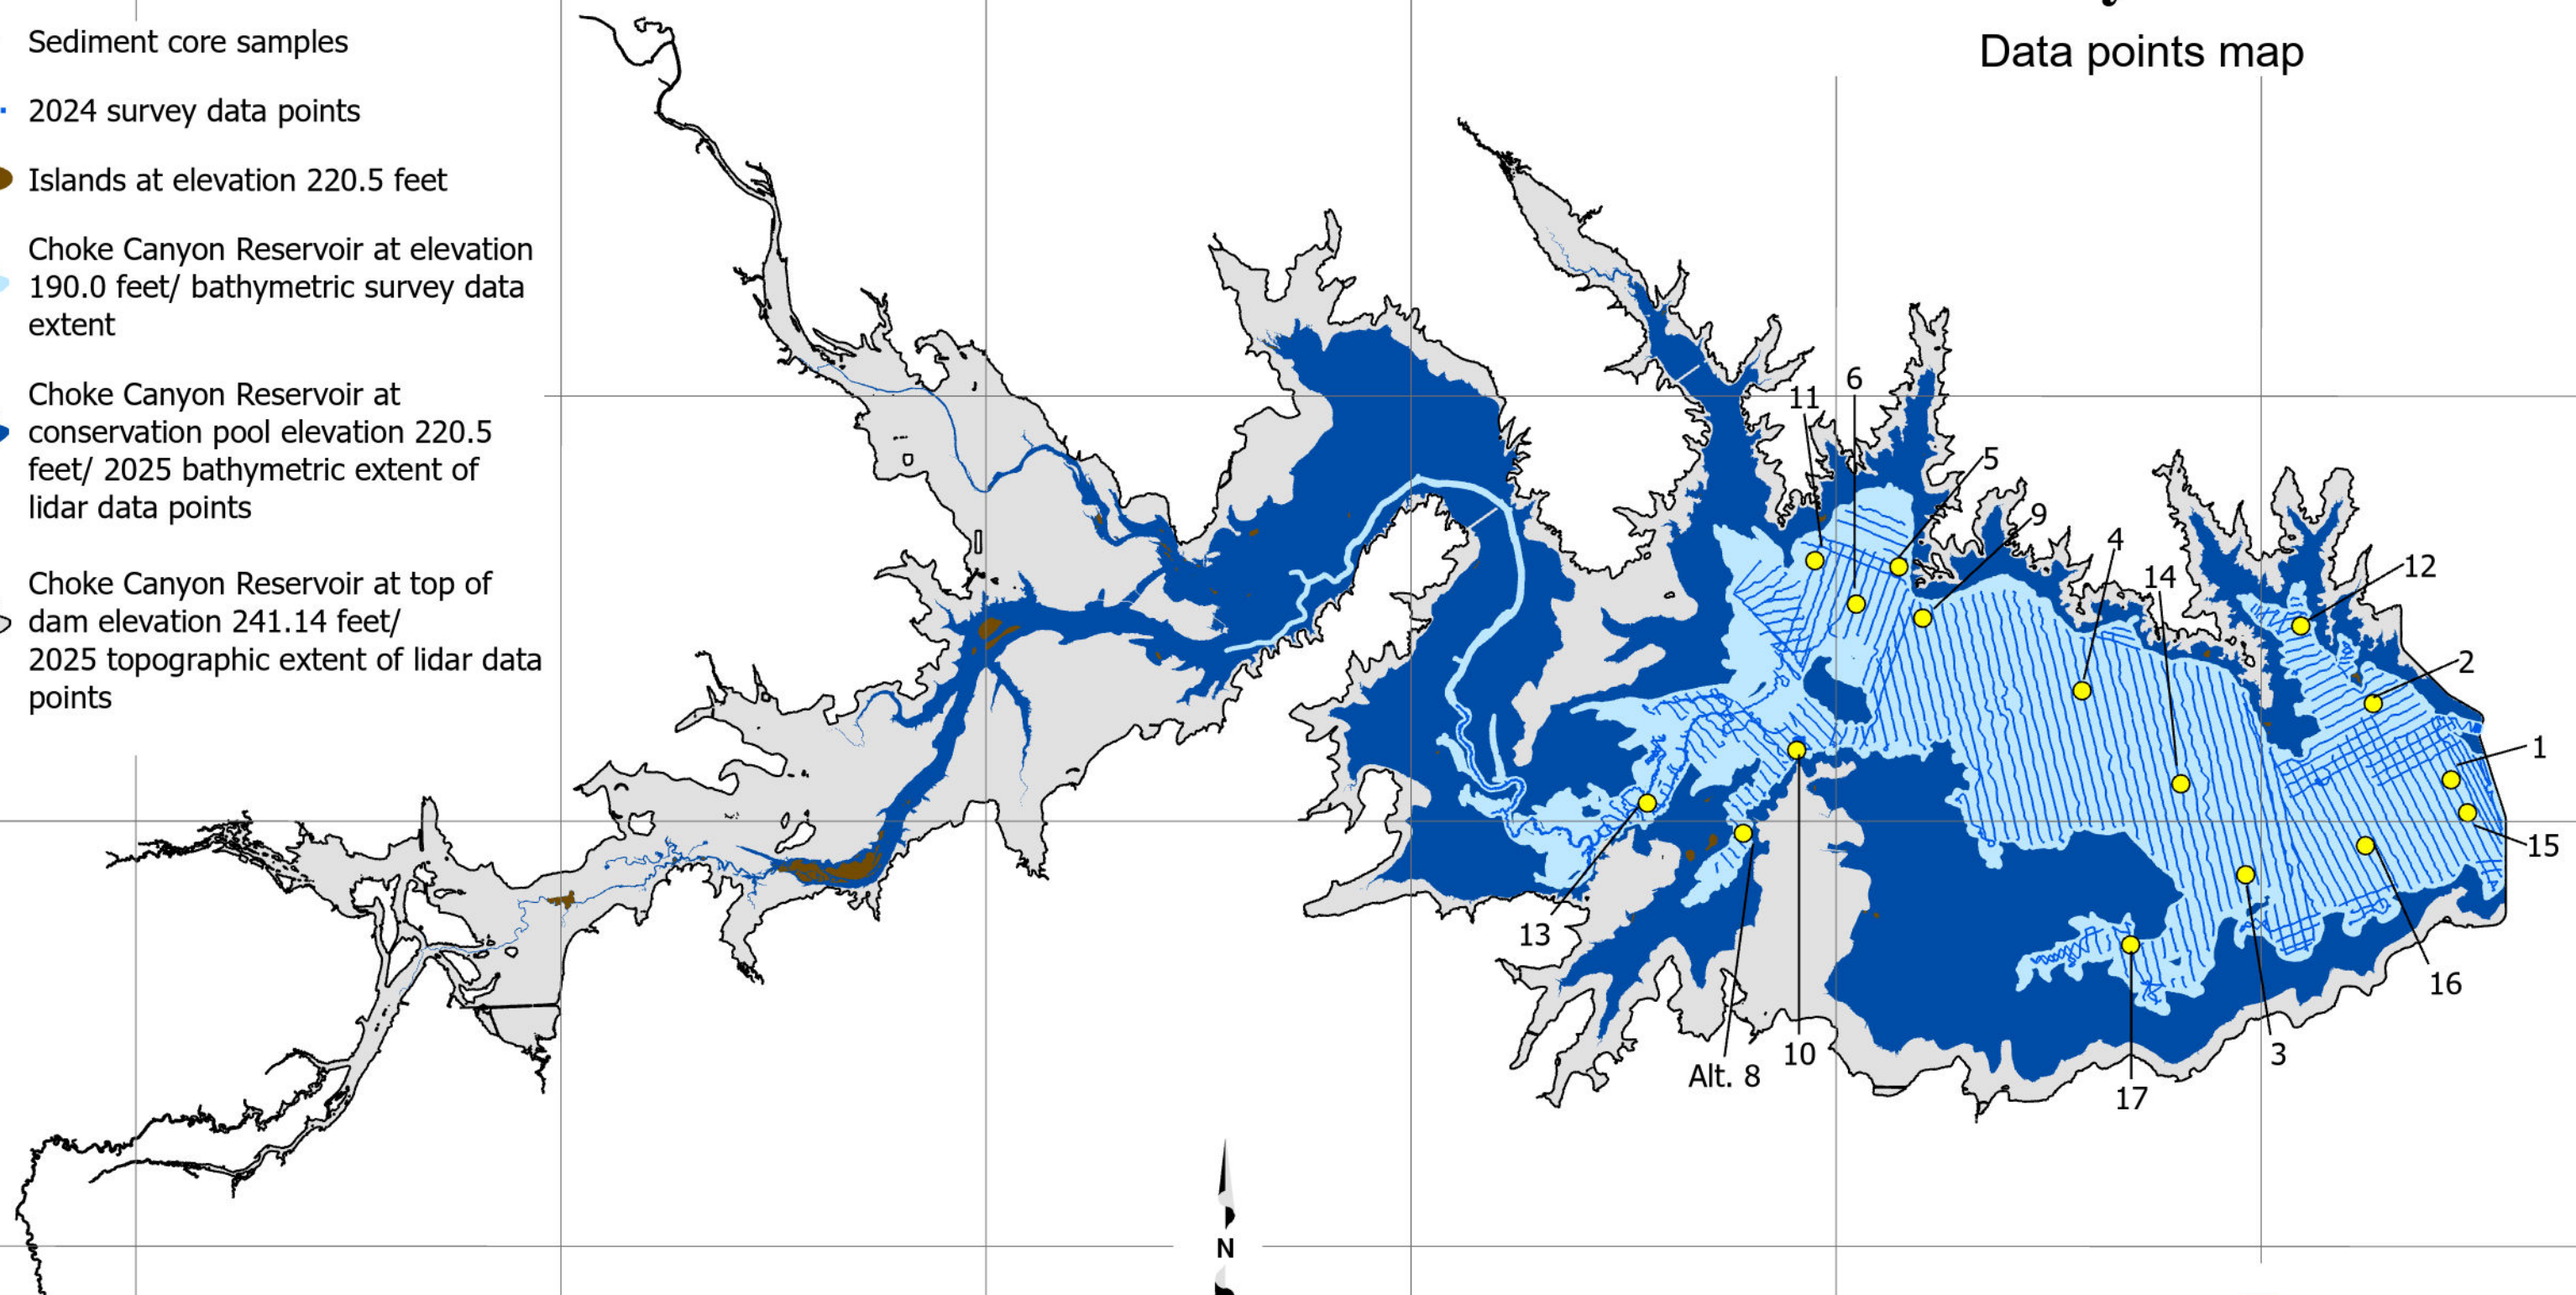 Data points map
Sediment core samples
2024 survey data points
Islands at elevation 220.5 feet
Choke Canyon Reservoir at elevation
190.0 feet/ bathymetric survey data
extent
Choke Canyon Reservoir at
conservation pool elevation 220.5
feet/ 2025 bathymetric extent of
lidar data points
Choke Canyon Reservoir at top of
dam elevation 241.14 feet/
2025 topographic extent of lidar data
points
6
11
5
9
4
14
12
2
1
15
13
16
10
3
Alt. 8
17
N